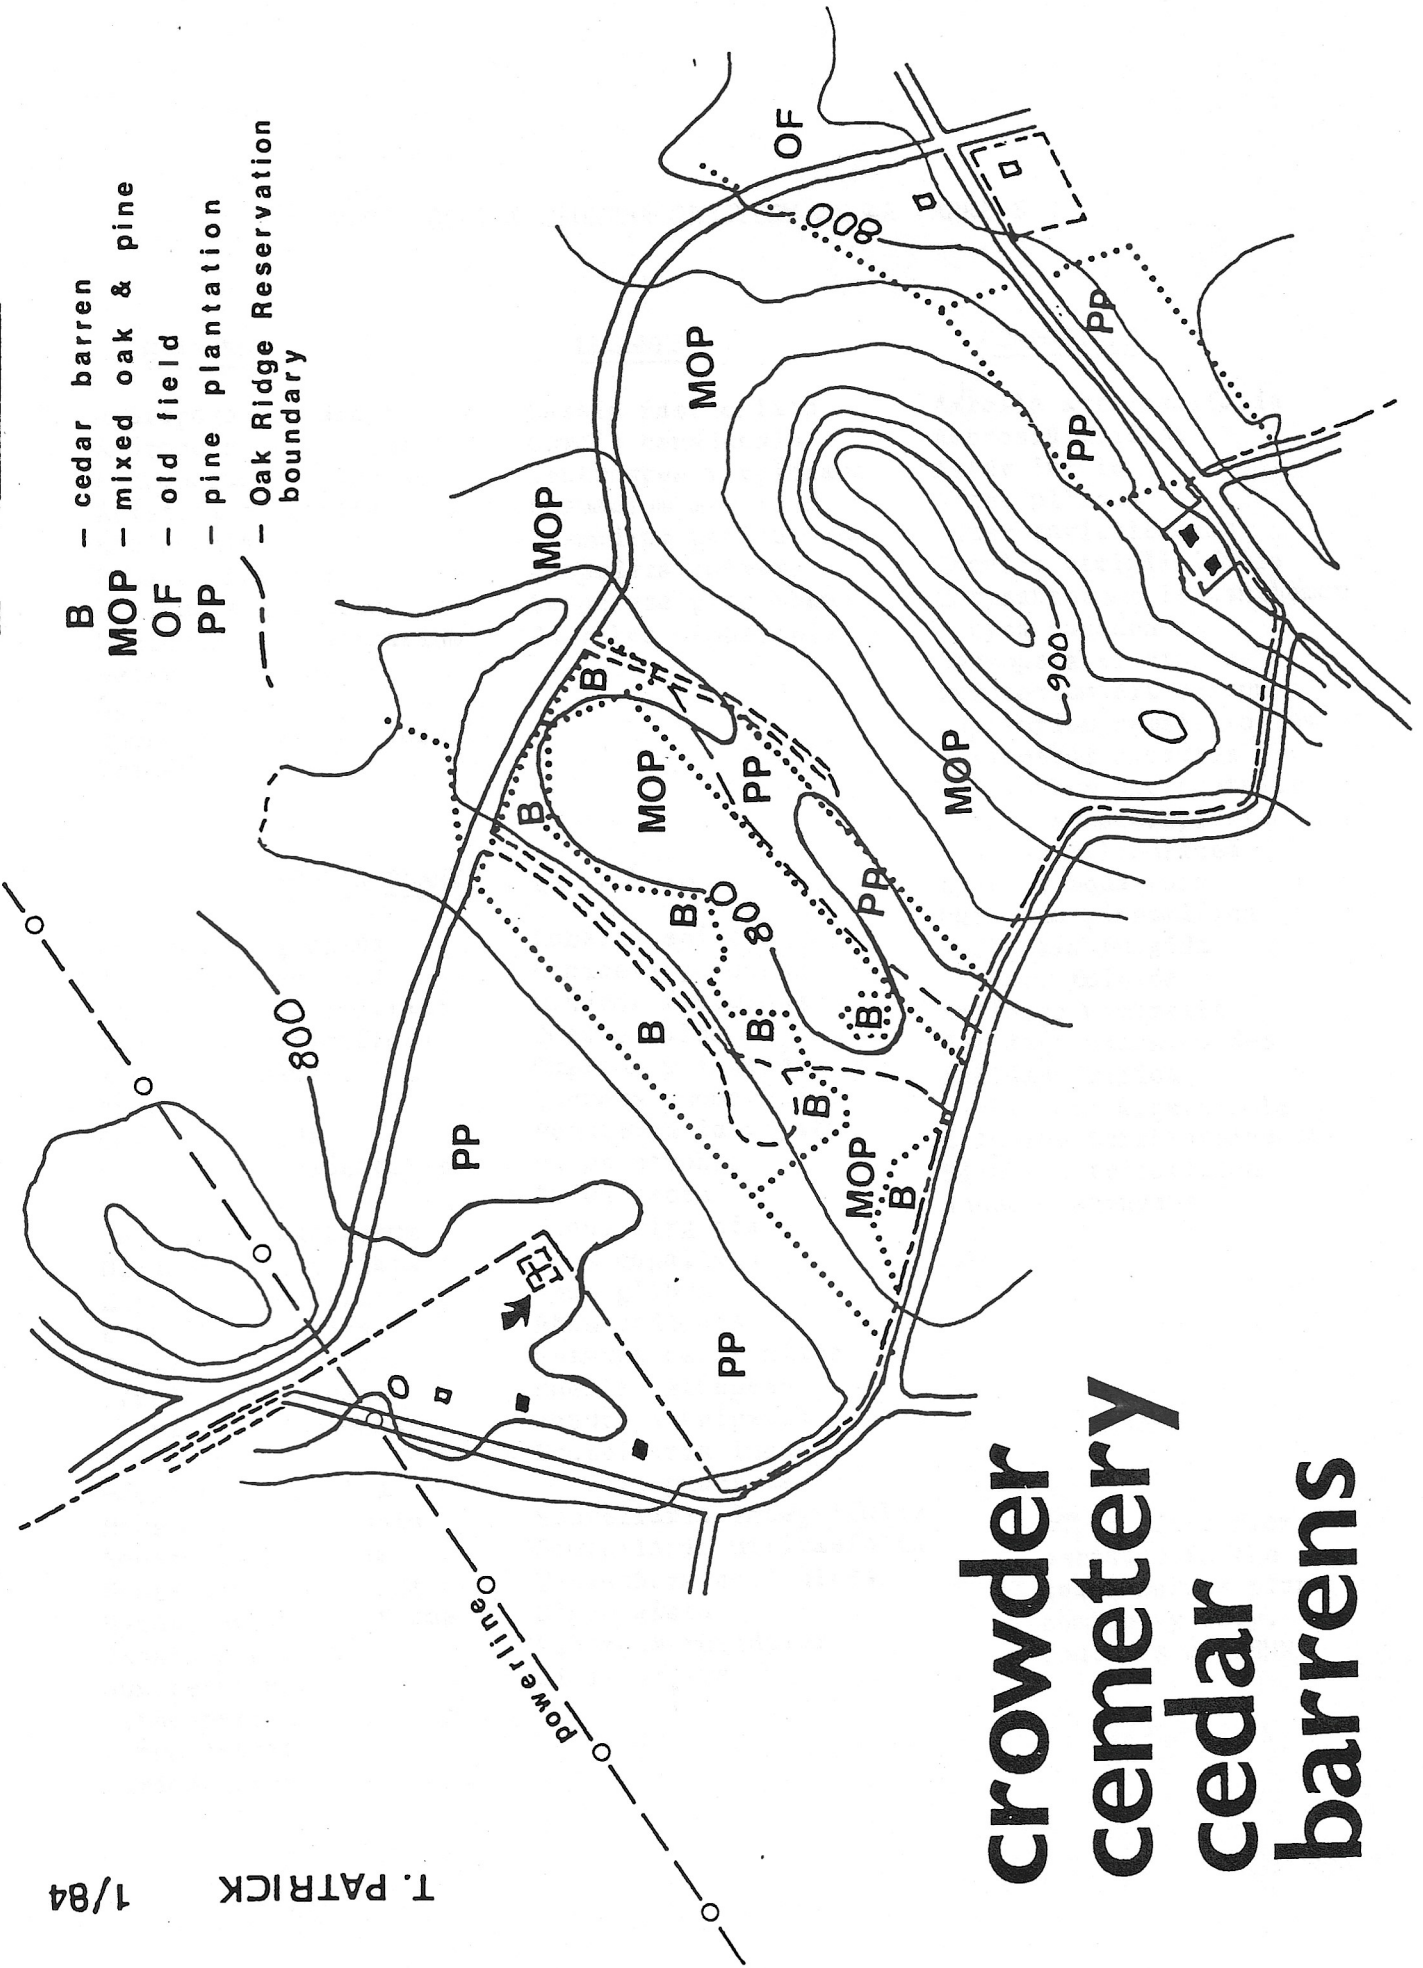 B – cedar barren
MOP – mixed oak & pine
OF – old field
PP – pine plantation
– Oak Ridge Reservation
boundary
OF
800
MOP
PP
PP
MOP
900
B
B
MOP
PP
MOP
B
800
PP
B
B
B
B
MOP
B
800
PP
PP
powerline
crowder
cemetery
cedar
barrens
T. PATRICK
1/84